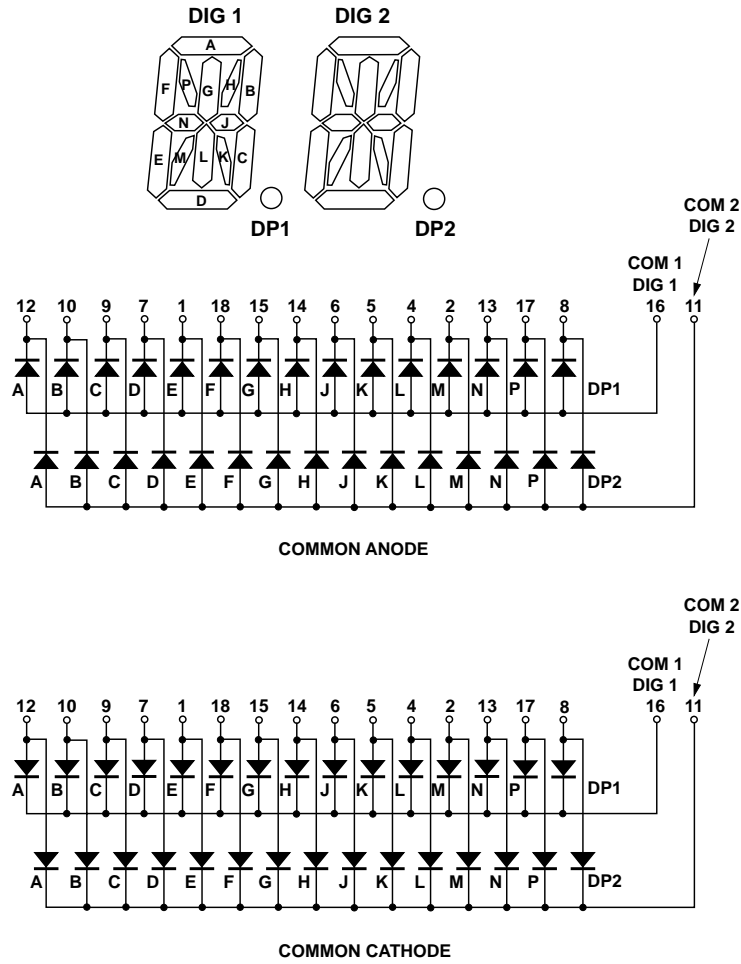 DIG 1 DIG 2
A
F P G H B
N J
E M L K C
D
DP1 DP2
COM 2
DIG 2
COM 1
DIG 1
12 10 9 7 1 18 15 14 6 5 4 2 13 17 8 16 11
A B C D E F G H J K L M N P DP1
A B C D E F G H J K L M N P DP2
COMMON ANODE
COM 2
DIG 2
COM 1
DIG 1
12 10 9 7 1 18 15 14 6 5 4 2 13 17 8 16 11
A B C D E F G H J K L M N P DP1
A B C D E F G H J K L M N P DP2
COMMON CATHODE